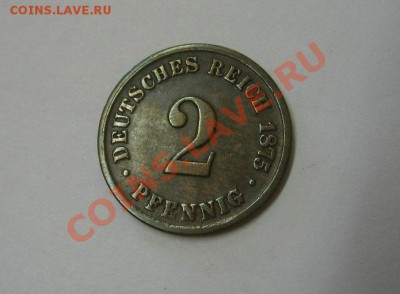 COINS.LAVE.RU
DEUTSCHES REICH 1875
2
• PFENNIG •
COINS.LAVE.RU